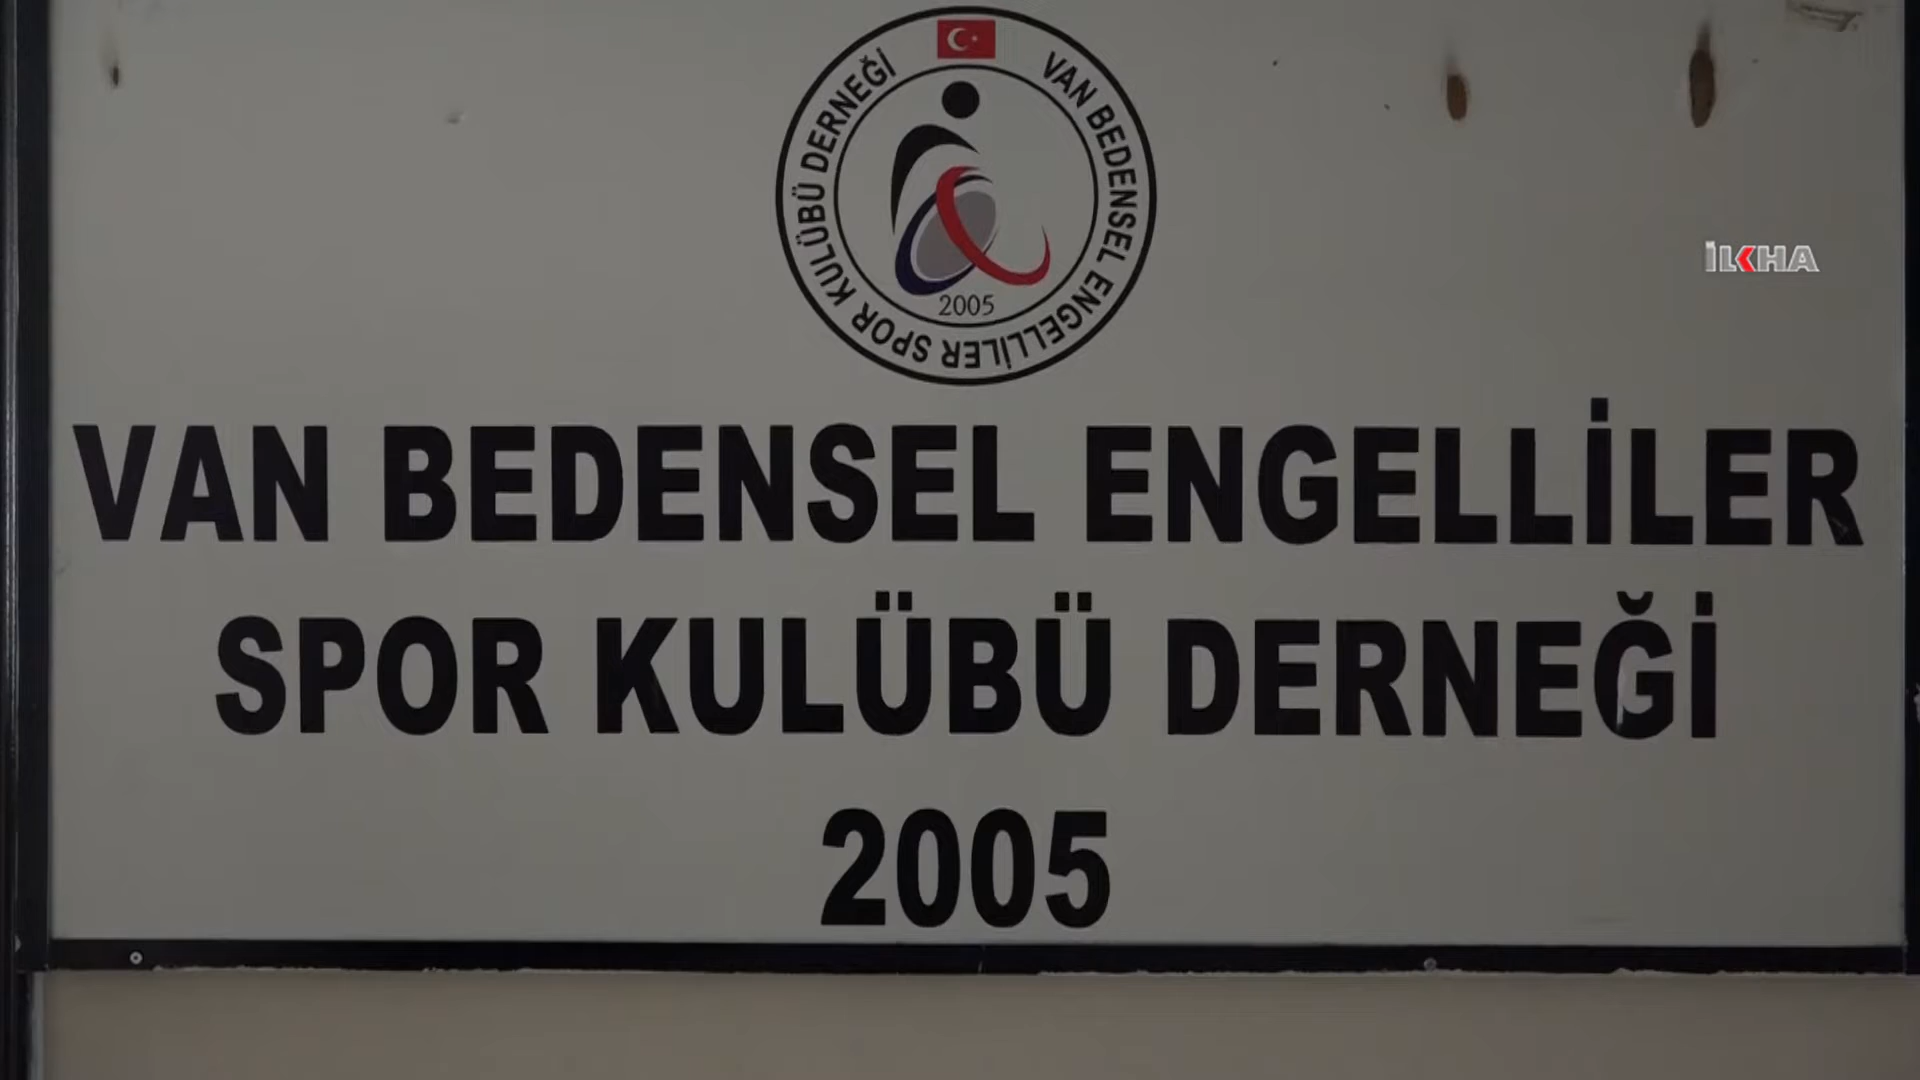 VAN BEDENSEL ENGELLİLER SPOR KULÜBÜ DERNEĞİ
2005
İLKHA
VAN BEDENSEL ENGELLİLER
SPOR KULÜBÜ DERNEĞİ
2005